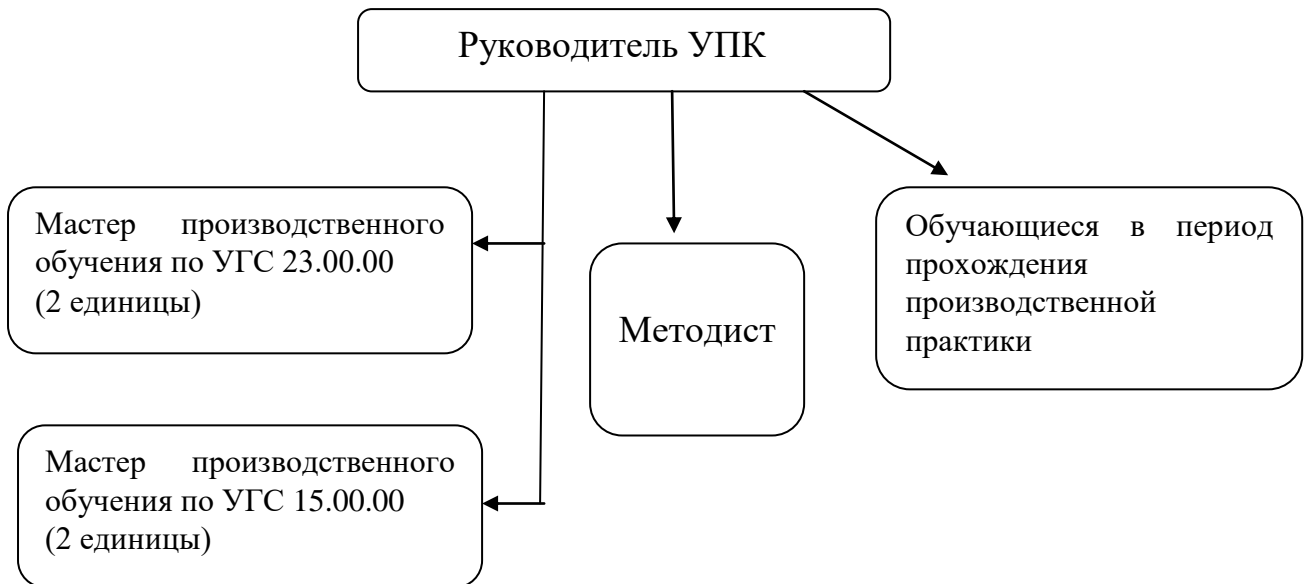 Руководитель УПК
Мастер производственного
обучения по УГС 23.00.00
(2 единицы)
Методист
Обучающиеся в период
прохождения
производственной
практики
Мастер производственного
обучения по УГС 15.00.00
(2 единицы)